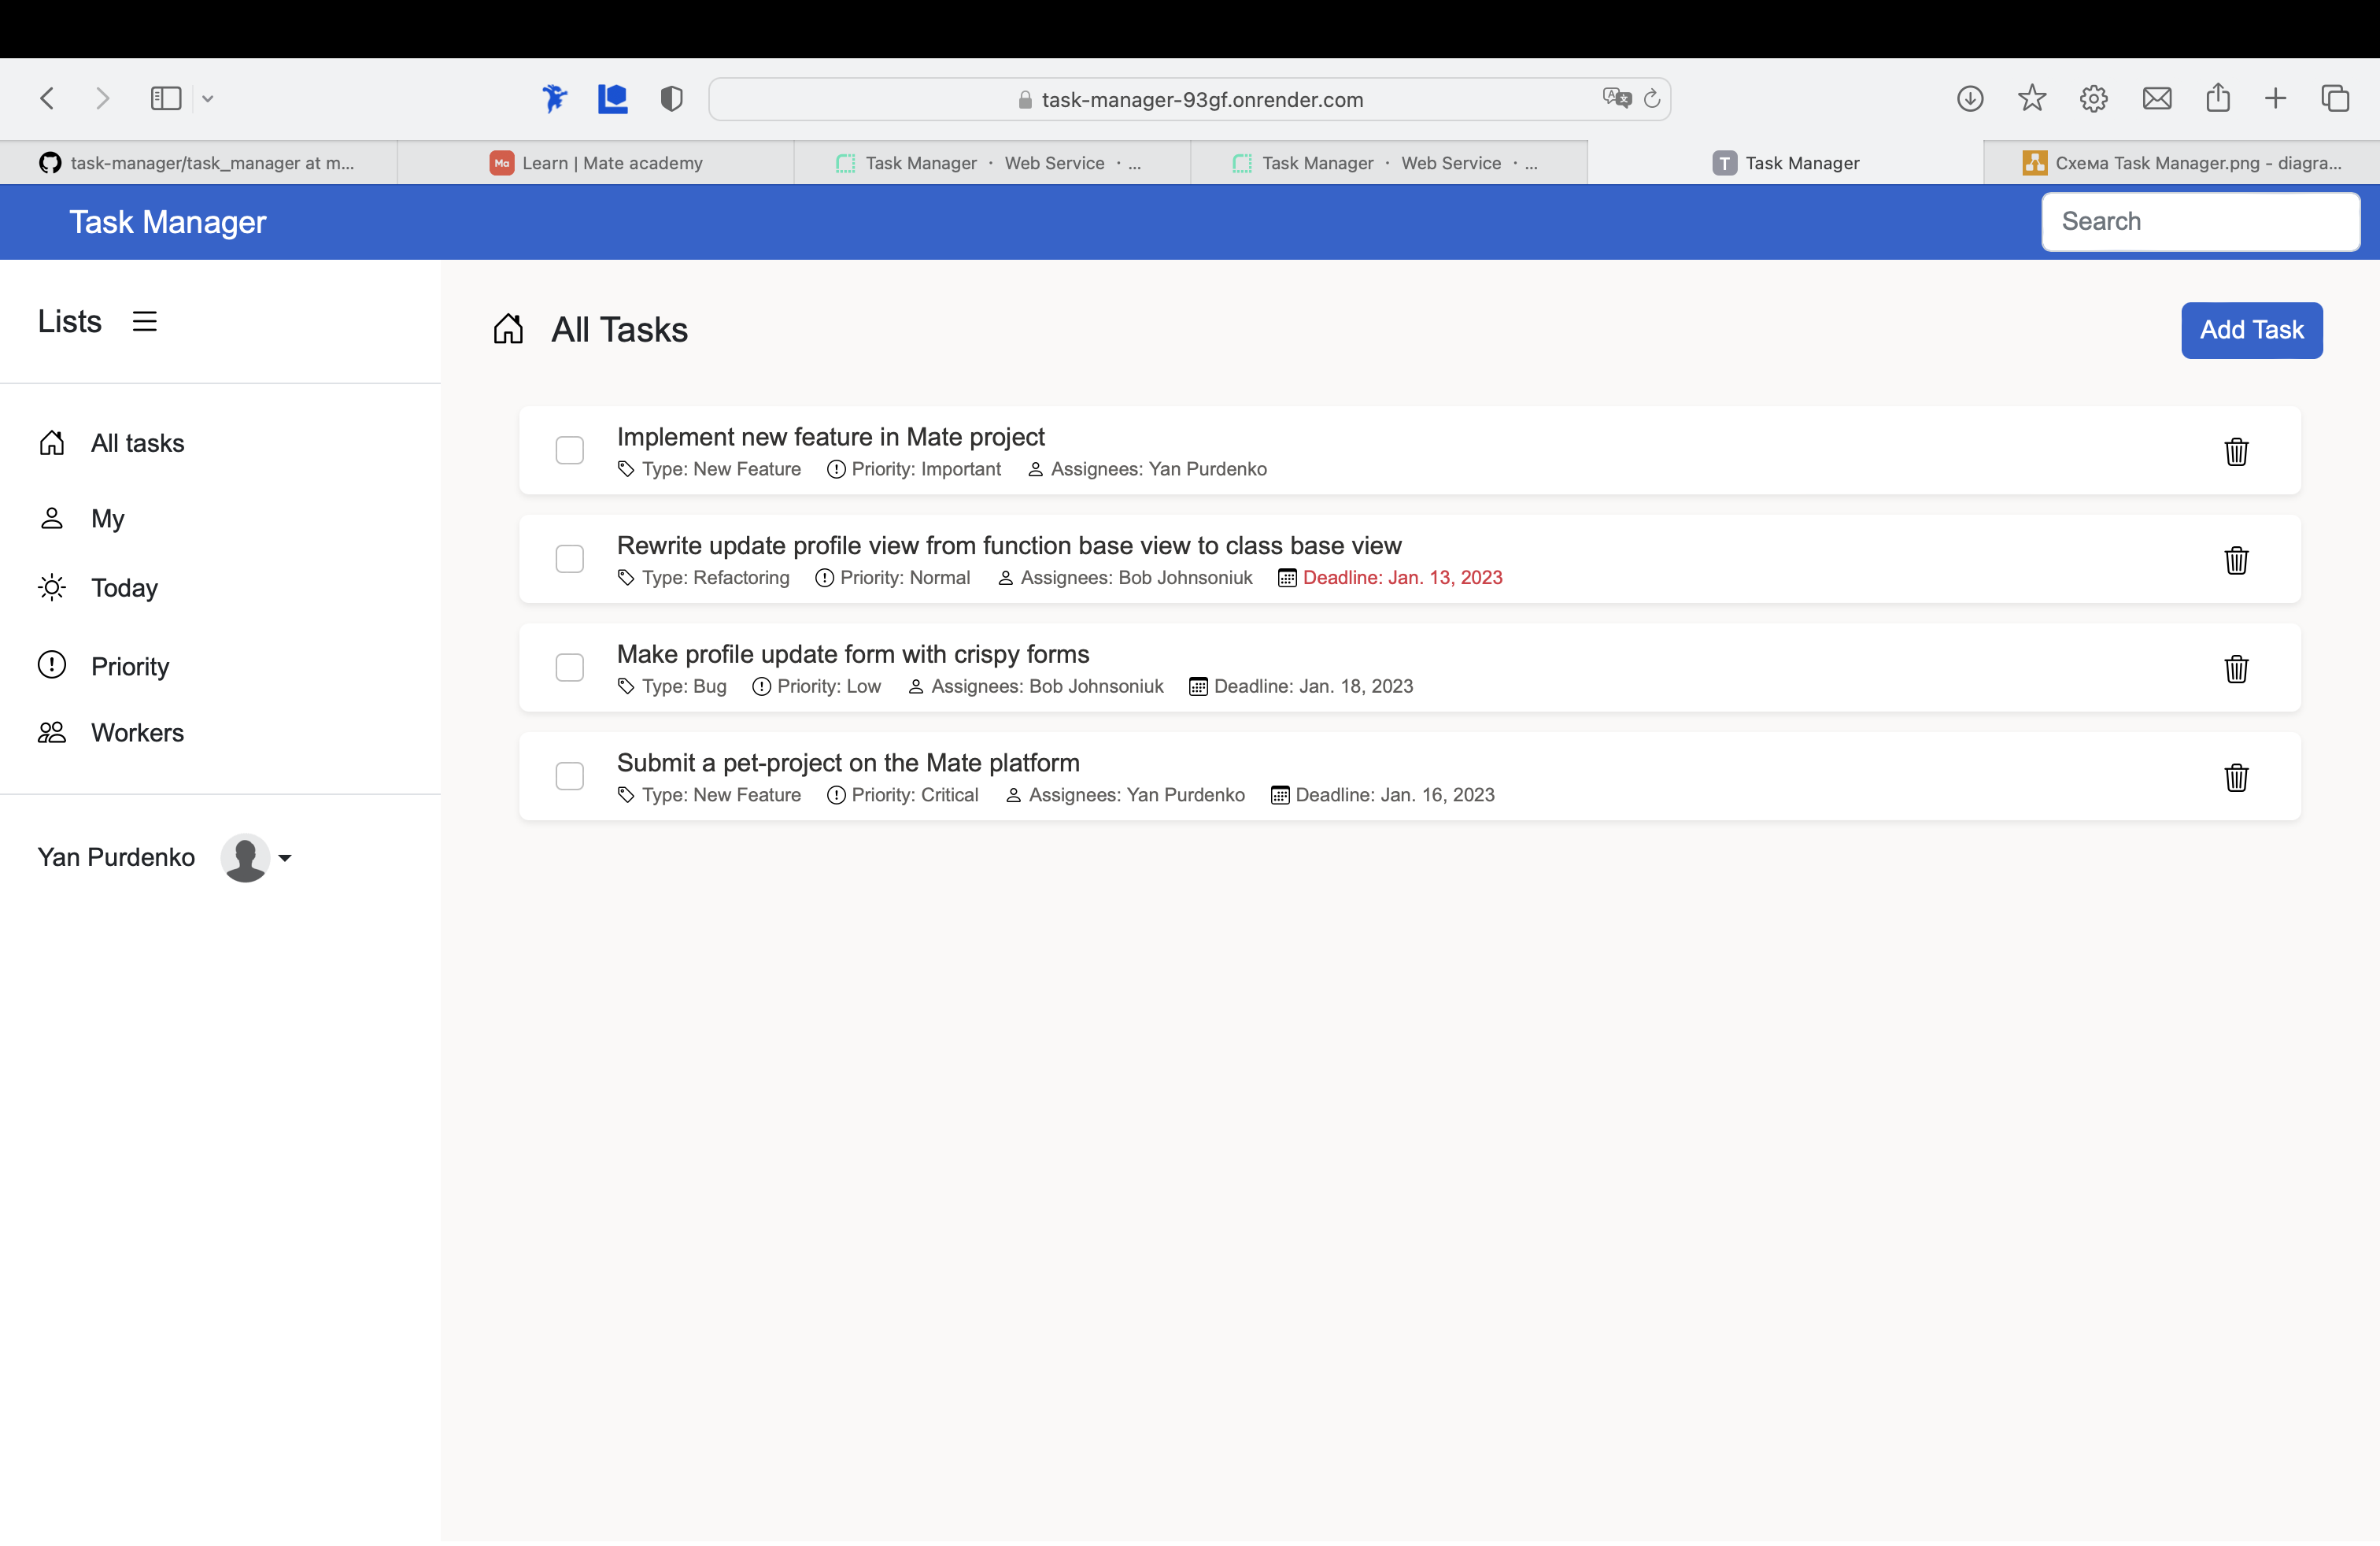 task-manager-93gf.onrender.com
task-manager/task_manager at m...
Ma Learn | Mate academy
Task Manager · Web Service · ...
Task Manager · Web Service · ...
T Task Manager
Схема Task Manager.png - diagra...
Task Manager
Search
Lists
All tasks
My
Today
Priority
Workers
Yan Purdenko
All Tasks
Add Task
Implement new feature in Mate project
Type: New Feature Priority: Important Assignees: Yan Purdenko
Rewrite update profile view from function base view to class base view
Type: Refactoring Priority: Normal Assignees: Bob Johnsoniuk Deadline: Jan. 13, 2023
Make profile update form with crispy forms
Type: Bug Priority: Low Assignees: Bob Johnsoniuk Deadline: Jan. 18, 2023
Submit a pet-project on the Mate platform
Type: New Feature Priority: Critical Assignees: Yan Purdenko Deadline: Jan. 16, 2023